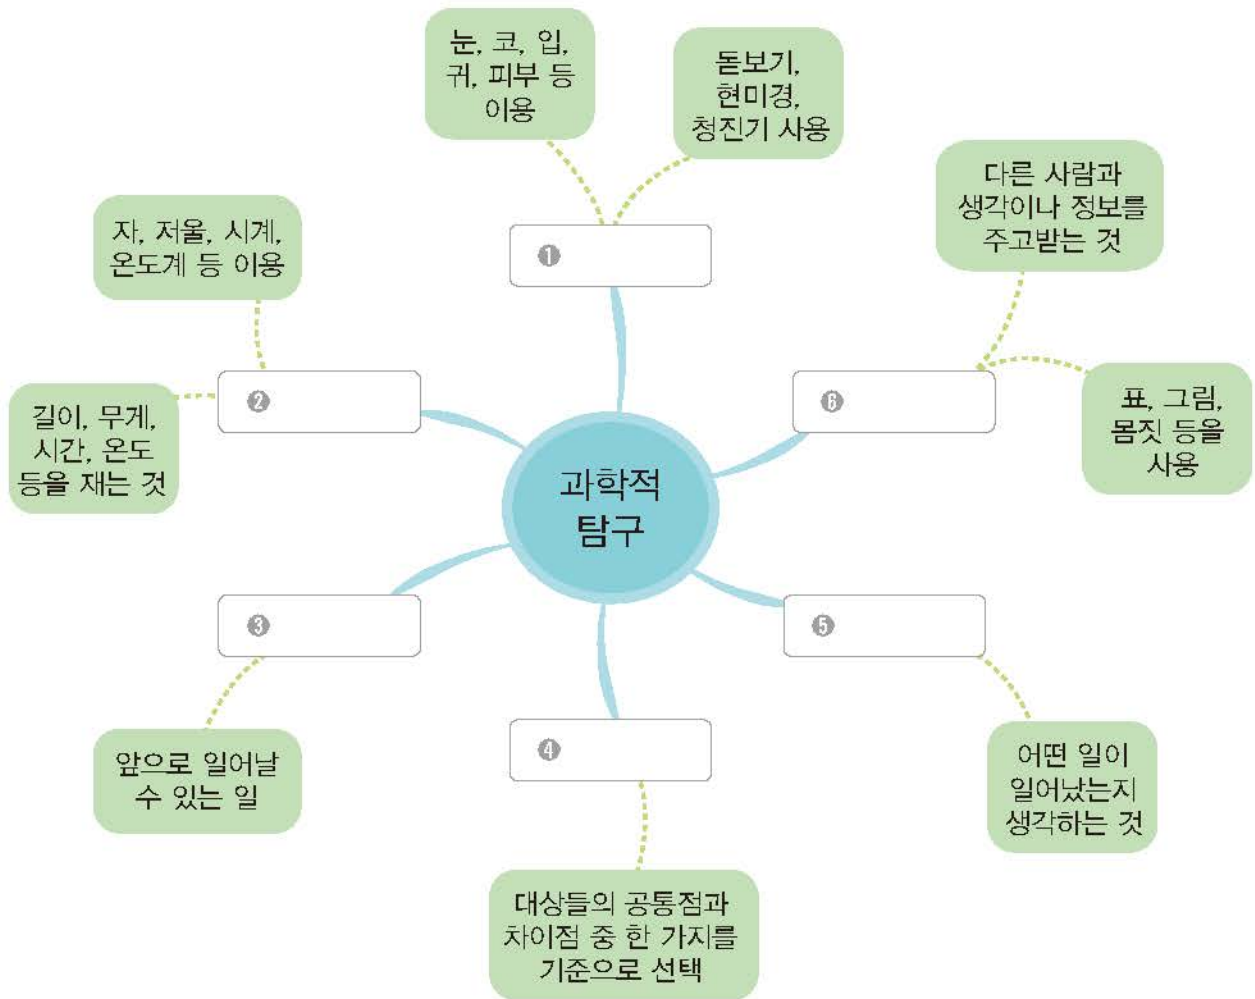 눈, 코, 입,
귀, 피부 등
이용
돋보기,
현미경,
청진기 사용
❶
자, 저울, 시계,
온도계 등 이용
❷
길이, 무게,
시간, 온도
등을 재는 것
다른 사람과
생각이나 정보를
주고받는 것
❻
표, 그림,
몸짓 등을
사용
과학적
탐구
❸
앞으로 일어날
수 있는 일
❹
대상들의 공통점과
차이점 중 한 가지를
기준으로 선택
❺
어떤 일이
일어났는지
생각하는 것